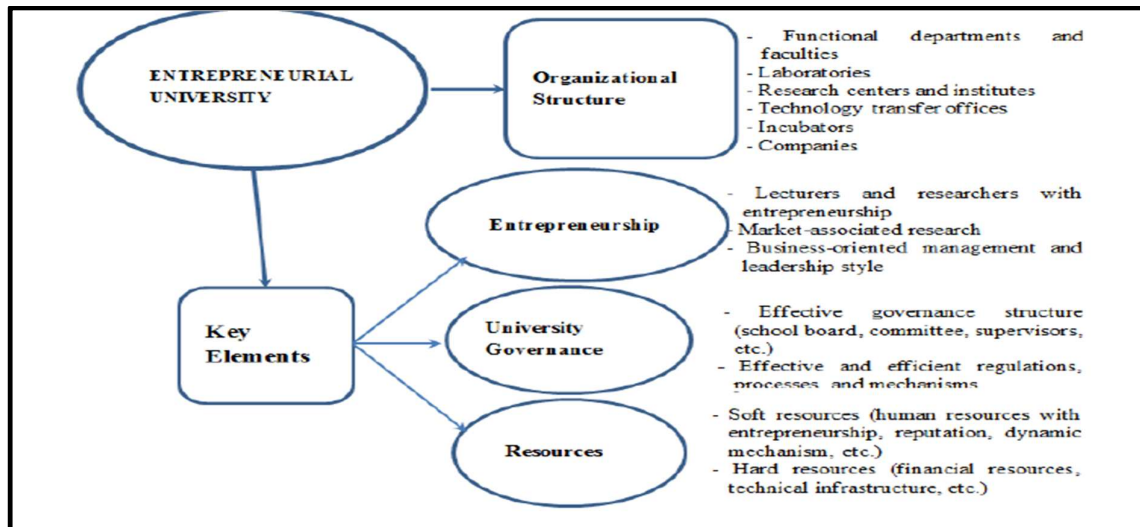 ENTREPRENEURIAL
UNIVERSITY
Organizational
Structure
- Functional departments and
faculties
- Laboratories
- Research centers and institutes
- Technology transfer offices
- Incubators
- Companies
Entrepreneurship
- Lecturers and researchers with
entrepreneurship
- Market-associated research
- Business-oriented management and
leadership style
Key
Elements
University
Governance
- Effective governance structure
(school board, committee, supervisors,
etc.)
- Effective and efficient regulations,
processes, and mechanisms
Resources
- Soft resources (human resources with
entrepreneurship, reputation, dynamic
mechanism, etc.)
- Hard resources (financial resources,
technical infrastructure, etc.)